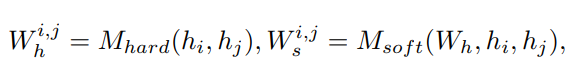 $W_h^{i,j} = M_{hard}(h_i, h_j), W_s^{i,j} = M_{soft}(W_h, h_i, h_j),$